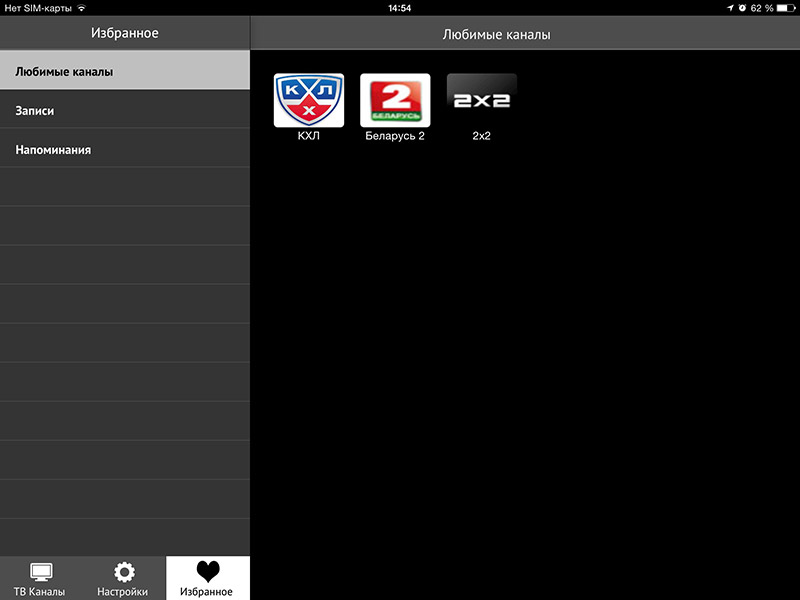 Нет SIM-карты
14:54
62 %
Избранное
Любимые каналы
Любимые каналы
Записи
Напоминания
КХЛ
2
БЕЛАРУСЬ
2x2
КХЛ
Беларусь 2
2x2
ТВ Каналы
Настройки
Избранное